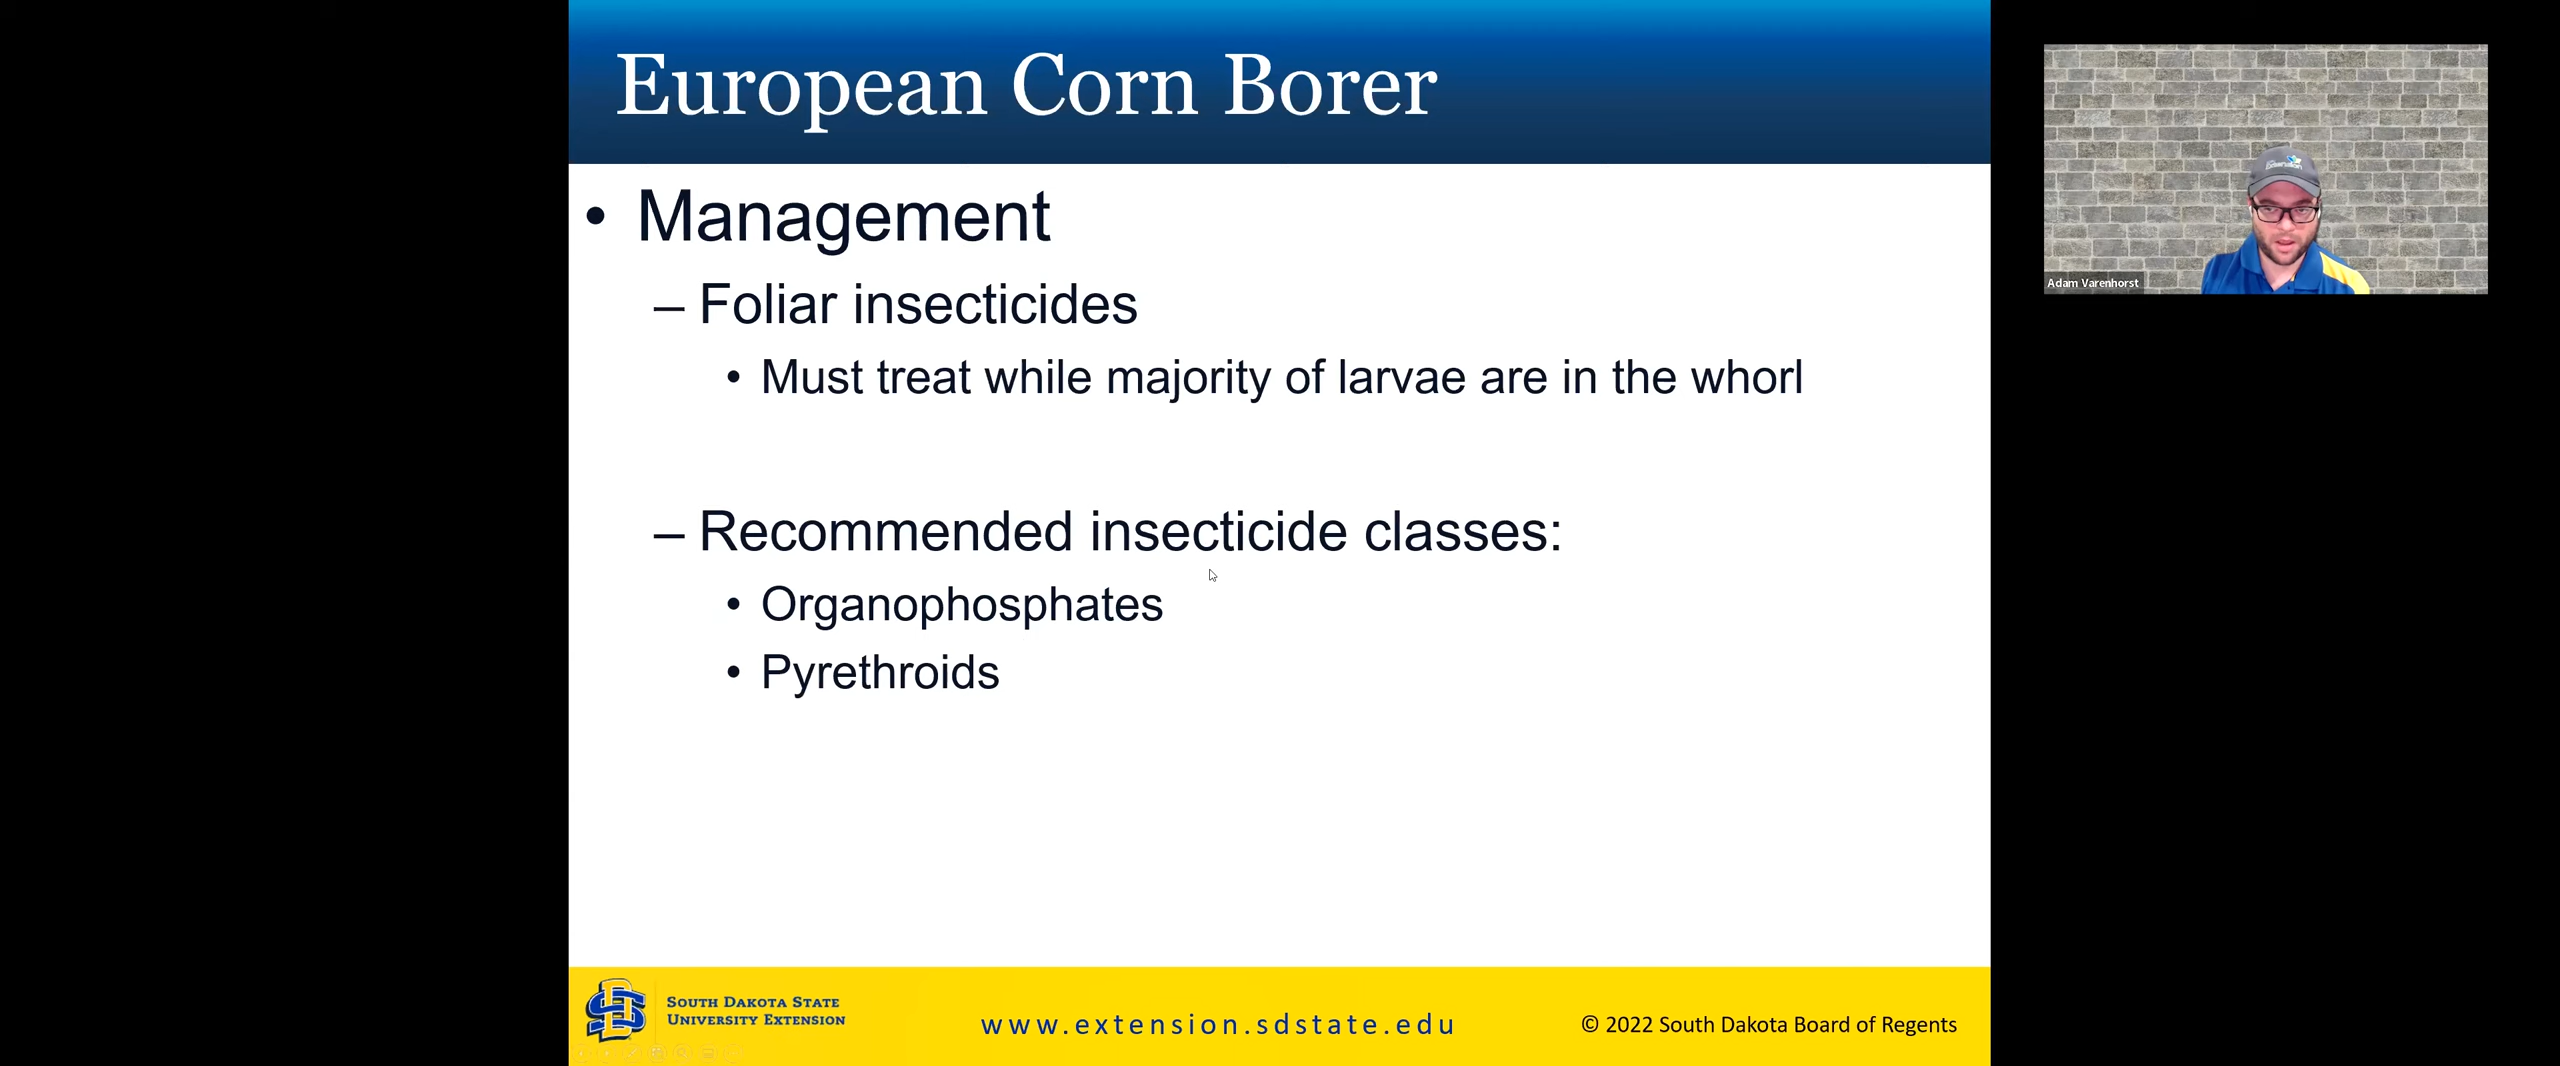 European Corn Borer
• Management
– Foliar insecticides
• Must treat while majority of larvae are in the whorl
– Recommended insecticide classes:
• Organophosphates
• Pyrethroids
SOUTH DAKOTA STATE
UNIVERSITY EXTENSION
www.extension.sdstate.edu
© 2022 South Dakota Board of Regents
Adam Varenhorst
Extension